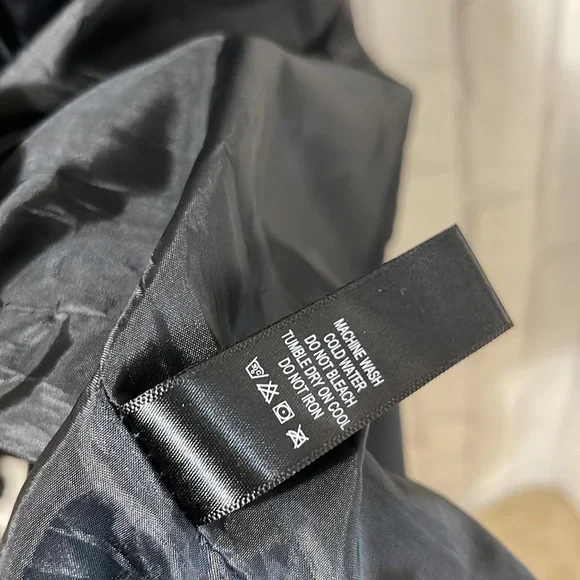 MACHINE WASH
COLD WATER
DO NOT BLEACH
TUMBLE DRY ON COOL
DO NOT IRON